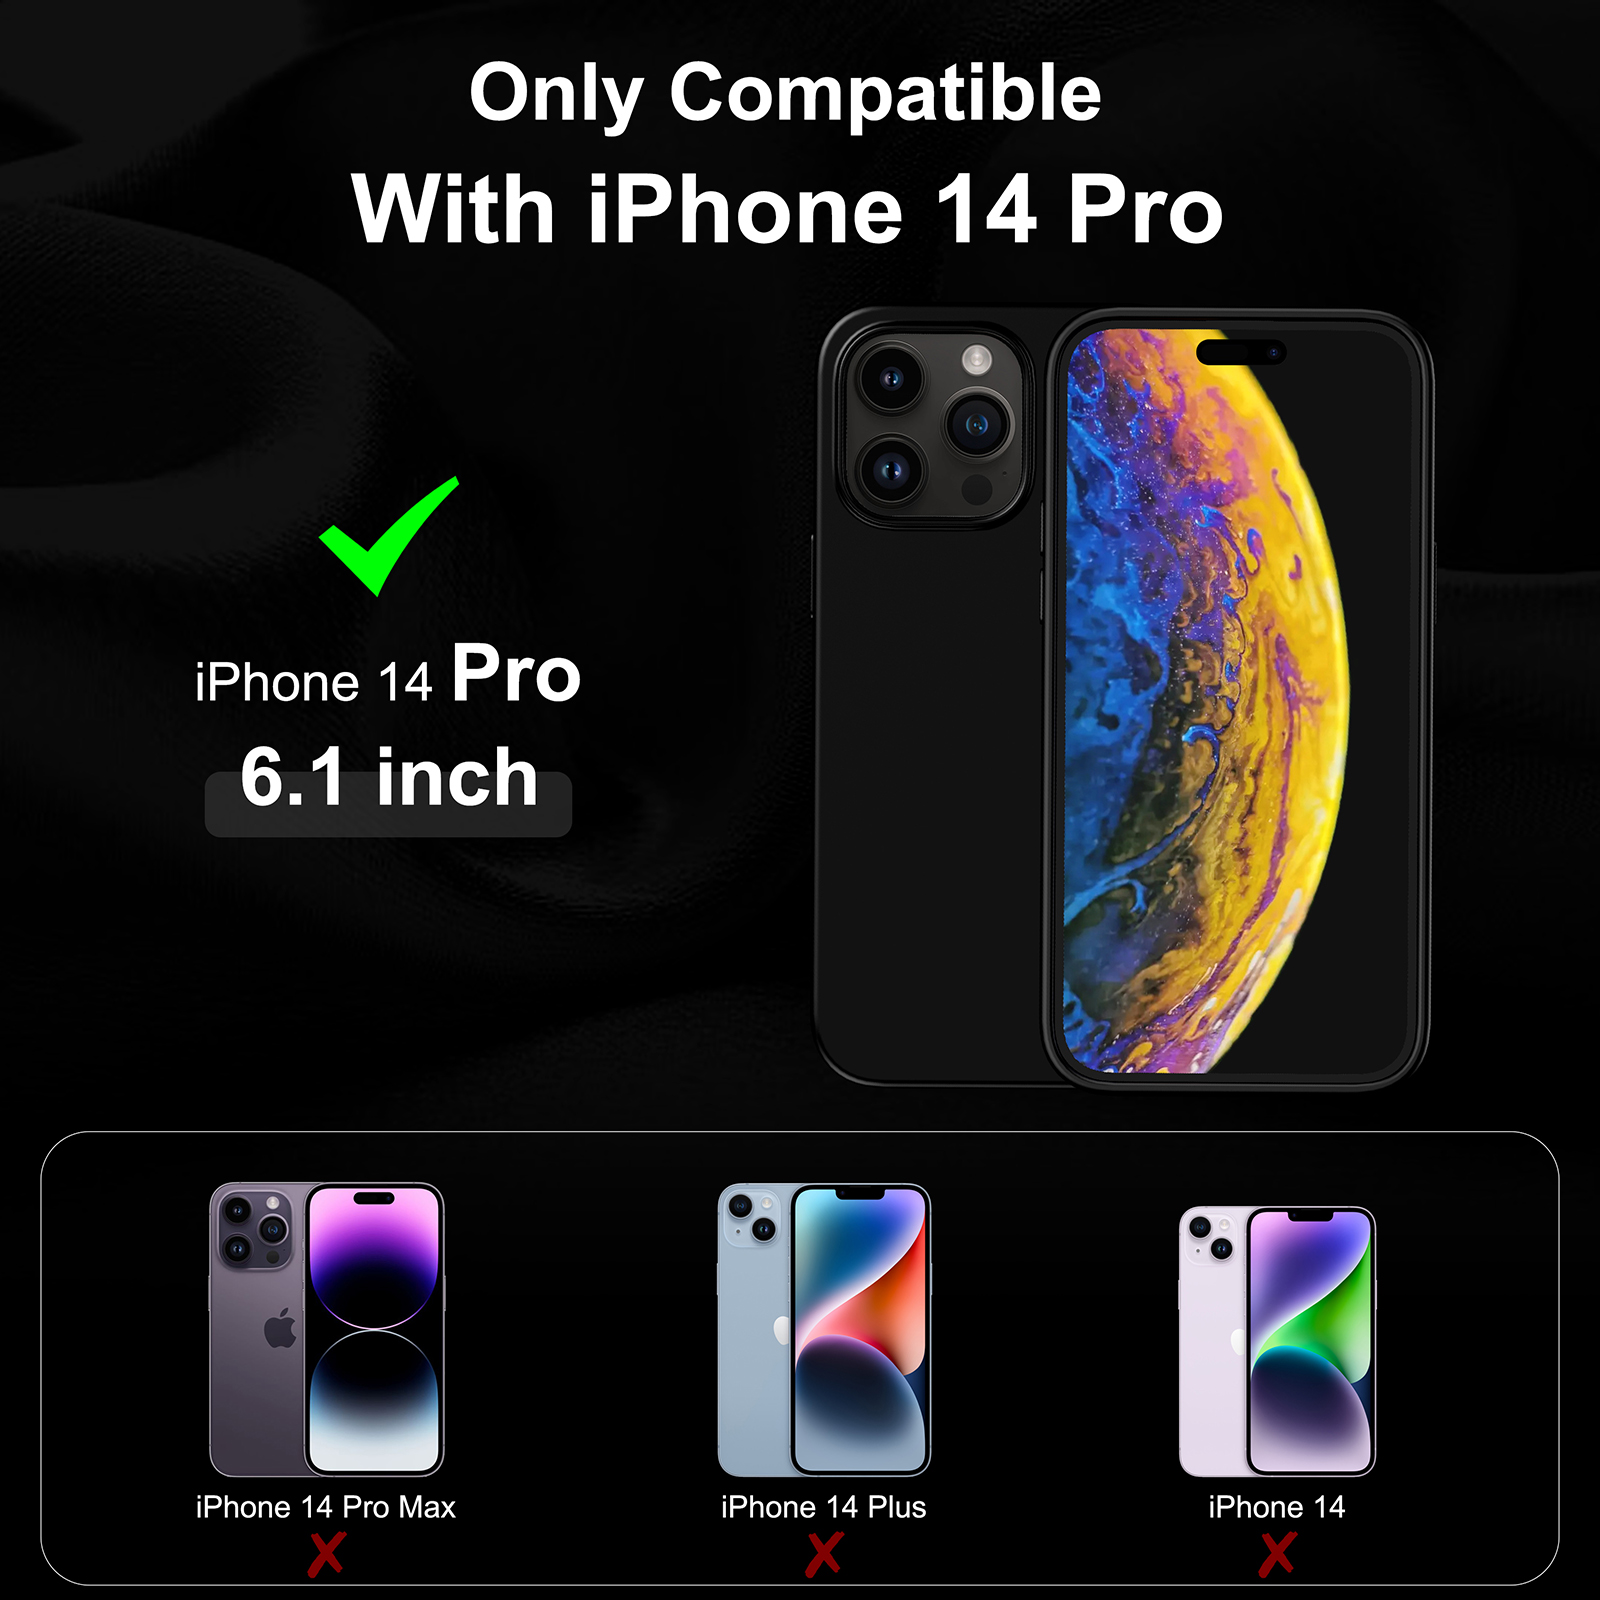 Only Compatible
With iPhone 14 Pro
iPhone 14 Pro
6.1 inch
iPhone 14 Pro Max
iPhone 14 Plus
iPhone 14